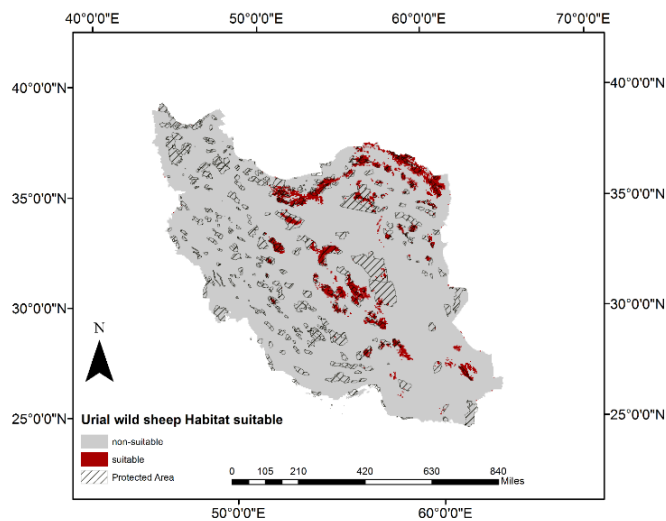 40°0'0"E 50°0'0"E 60°0'0"E 70°0'0"E
40°0'0"N 40°0'0"N
35°0'0"N 35°0'0"N
30°0'0"N 30°0'0"N
N
25°0'0"N 25°0'0"N
Urial wild sheep Habitat suitable
non-suitable
suitable
Protected Area
0 105 210 420 630 840
Miles
50°0'0"E 60°0'0"E